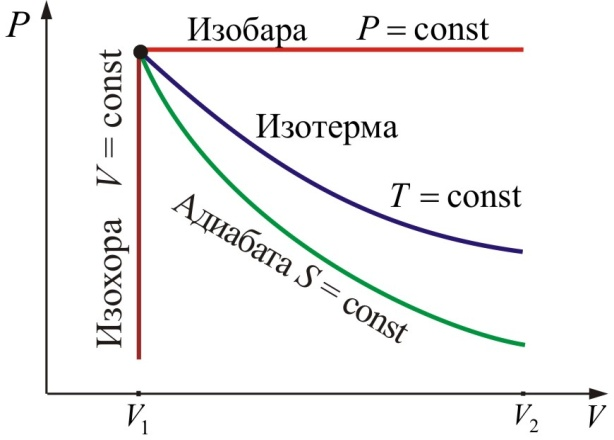 P
Изобара P = const
Изохора V = const
Изотерма
T = const
Адиабата S = const
V₁
V₂
V